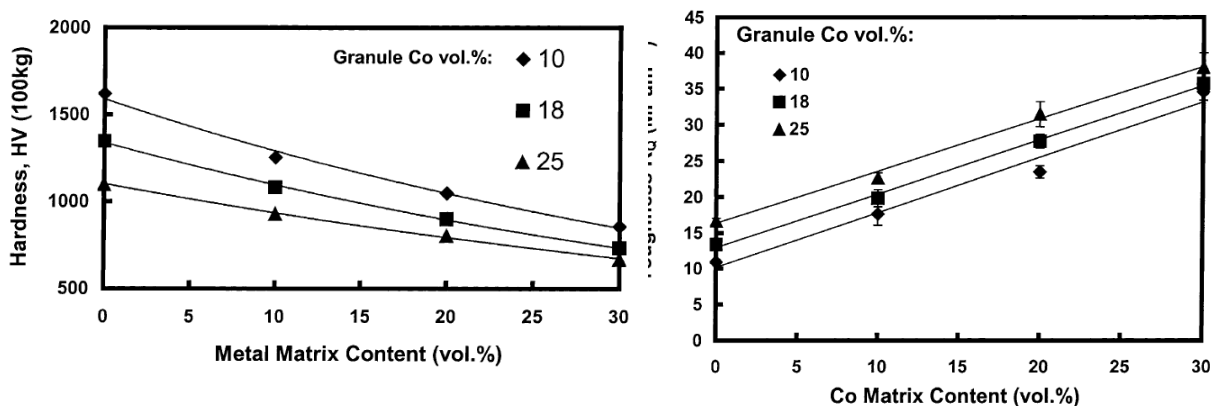 2000
1500
1000
500
Hardness, HV (100kg)
Granule Co vol.%:
10
18
25
0 5 10 15 20 25 30
Metal Matrix Content (vol.%)
45
40
35
30
25
20
15
10
5
0
Granule Co vol.%:
10
18
25
0 5 10 15 20 25 30
Co Matrix Content (vol.%)